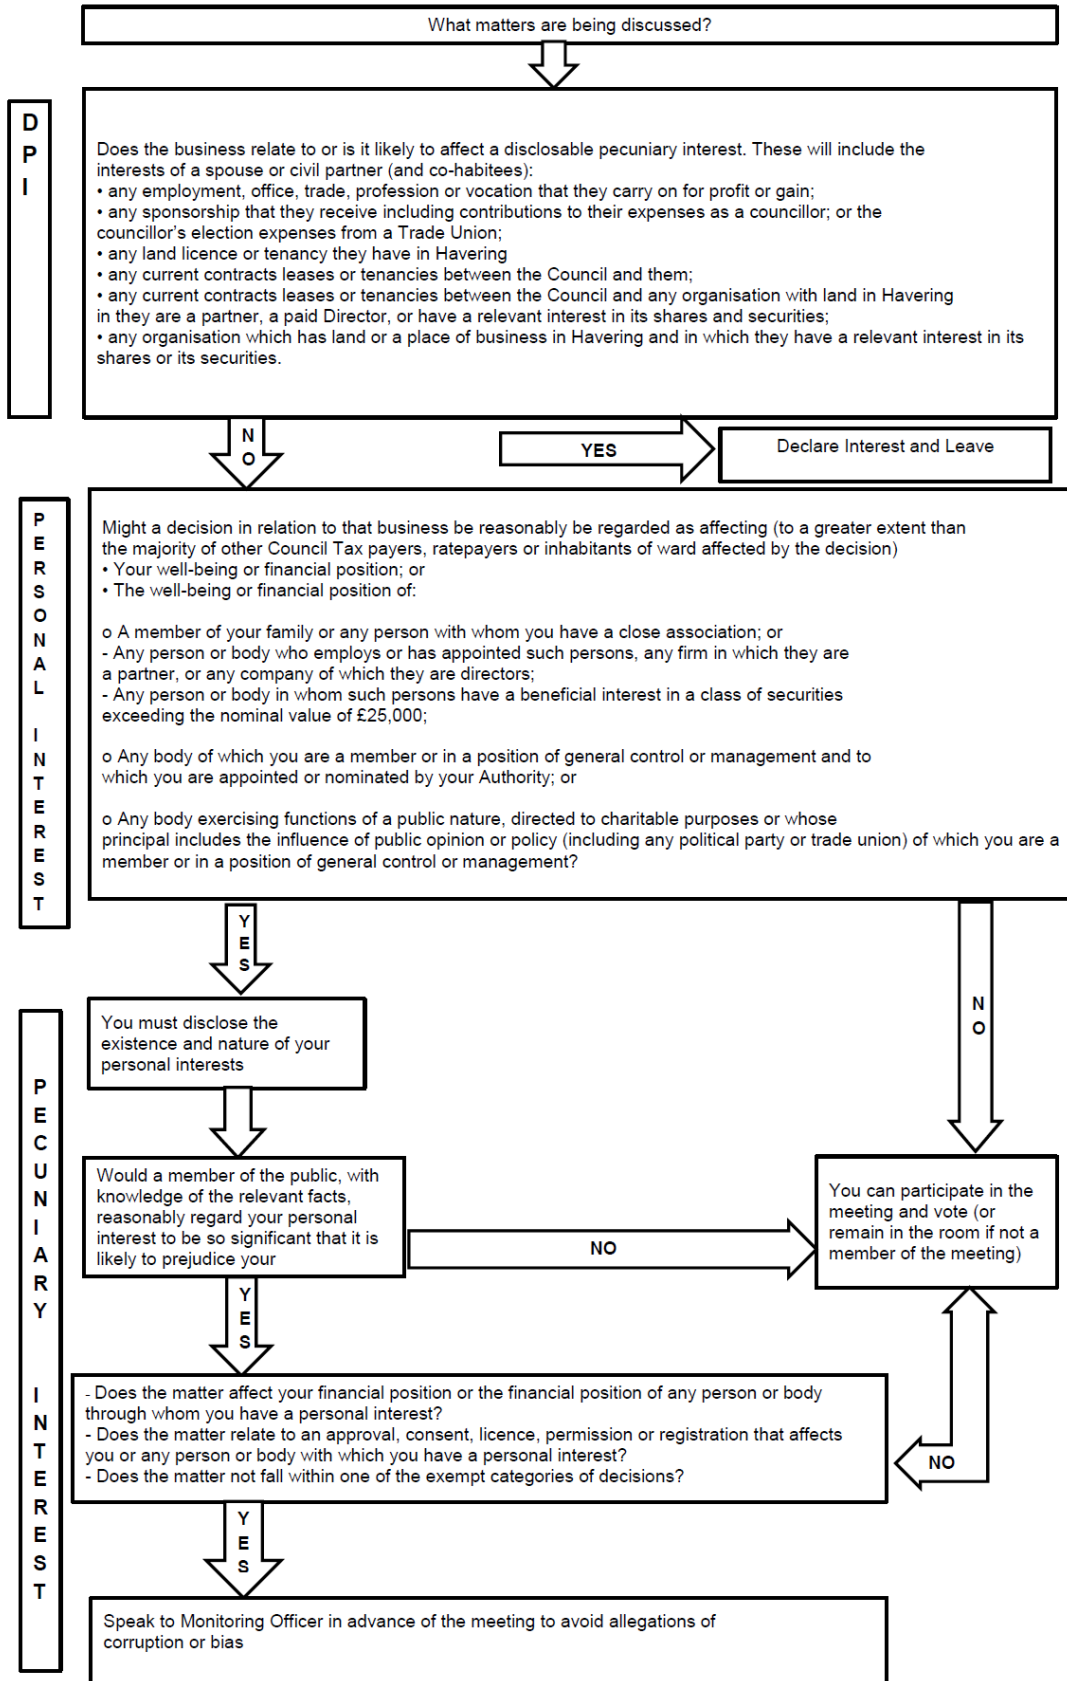 What matters are being discussed?
D
P
I
Does the business relate to or is it likely to affect a disclosable pecuniary interest. These will include the
interests of a spouse or civil partner (and co-habitees):
• any employment, office, trade, profession or vocation that they carry on for profit or gain;
• any sponsorship that they receive including contributions to their expenses as a councillor; or the
councillor’s election expenses from a Trade Union;
• any land licence or tenancy they have in Havering
• any current contracts leases or tenancies between the Council and them;
• any current contracts leases or tenancies between the Council and any organisation with land in Havering
in they are a partner, a paid Director, or have a relevant interest in its shares and securities;
• any organisation which has land or a place of business in Havering and in which they have a relevant interest in its
shares or its securities.
N
O
YES
Declare Interest and Leave
P
E
R
S
O
N
A
L
I
N
T
E
R
E
S
T
Might a decision in relation to that business be reasonably be regarded as affecting (to a greater extent than
the majority of other Council Tax payers, ratepayers or inhabitants of ward affected by the decision)
• Your well-being or financial position; or
• The well-being or financial position of:
o A member of your family or any person with whom you have a close association; or
- Any person or body who employs or has appointed such persons, any firm in which they are
a partner, or any company of which they are directors;
- Any person or body in whom such persons have a beneficial interest in a class of securities
exceeding the nominal value of £25,000;
o Any body of which you are a member or in a position of general control or management and to
which you are appointed or nominated by your Authority; or
o Any body exercising functions of a public nature, directed to charitable purposes or whose
principal includes the influence of public opinion or policy (including any political party or trade union) of which you are a
member or in a position of general control or management?
Y
E
S
N
O
P
E
C
U
N
I
A
R
Y
I
N
T
E
R
E
S
T
You must disclose the
existence and nature of your
personal interests
Would a member of the public, with
knowledge of the relevant facts,
reasonably regard your personal
interest to be so significant that it is
likely to prejudice your
NO
You can participate in the
meeting and vote (or
remain in the room if not a
member of the meeting)
Y
E
S
- Does the matter affect your financial position or the financial position of any person or body
through whom you have a personal interest?
- Does the matter relate to an approval, consent, licence, permission or registration that affects
you or any person or body with which you have a personal interest?
- Does the matter not fall within one of the exempt categories of decisions?
NO
Y
E
S
Speak to Monitoring Officer in advance of the meeting to avoid allegations of
corruption or bias